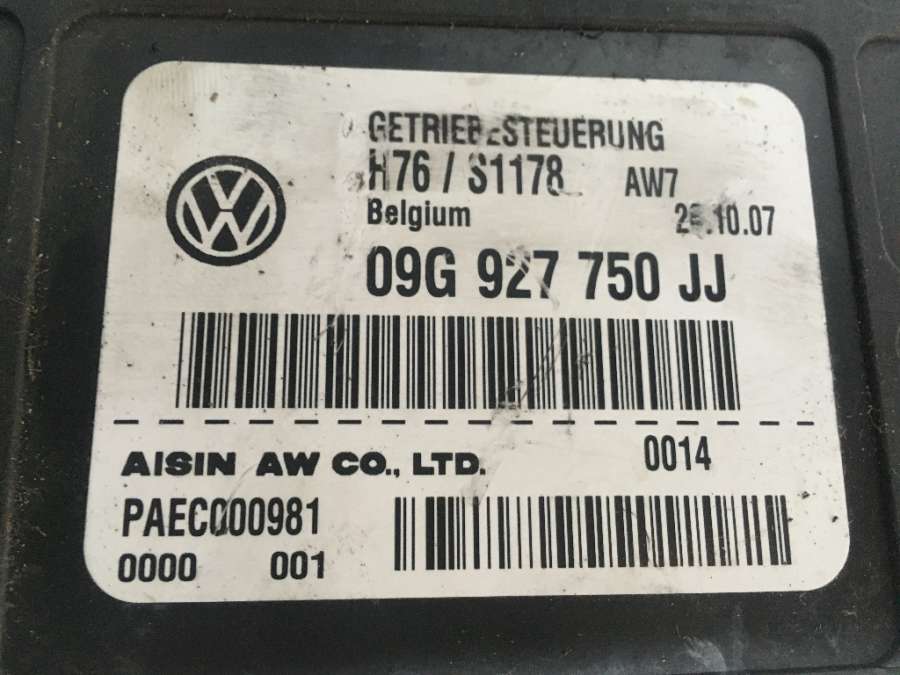 GETRIEBESTEUERUNG
H76 / S1178 AW7
Belgium
09G 927 750 JJ
AISIN AW CO., LTD. 0014
PAEC000981
0000 001